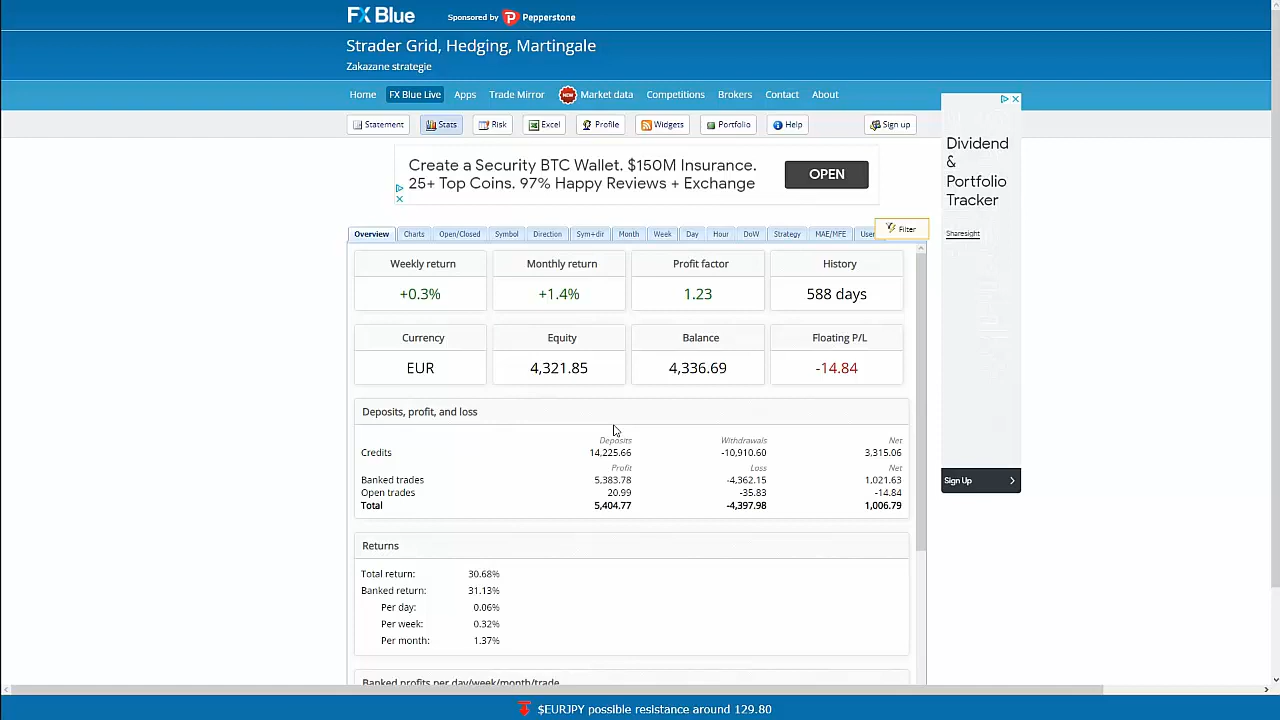 FX Blue
Sponsored by Pepperstone
Strader Grid, Hedging, Martingale
Zakazane strategie
Home FX Blue Live Apps Trade Mirror NEW Market data Competitions Brokers Contact About
Statement Stats Risk Excel Profile Widgets Portfolio Help Sign up
Create a Security BTC Wallet. $150M Insurance.
25+ Top Coins. 97% Happy Reviews + Exchange
OPEN
Dividend
&
Portfolio
Tracker
Sharesight
Sign Up
Filter
Overview Charts Open/Closed Symbol Direction Sym+dir Month Week Day Hour DoW Strategy MAE/MFE User
Weekly return Monthly return Profit factor History
+0.3% +1.4% 1.23 588 days
Currency Equity Balance Floating P/L
EUR 4,321.85 4,336.69 -14.84
Deposits, profit, and loss
Deposits Withdrawals Net
Credits 14,225.66 -10,910.60 3,315.06
Profit Loss Net
Banked trades 5,383.78 -4,362.15 1,021.63
Open trades 20.99 -35.83 -14.84
Total 5,404.77 -4,397.98 1,006.79
Returns
Total return: 30.68%
Banked return: 31.13%
Per day: 0.06%
Per week: 0.32%
Per month: 1.37%
Banked profits per day/week/month/trade
$EURJPY possible resistance around 129.80